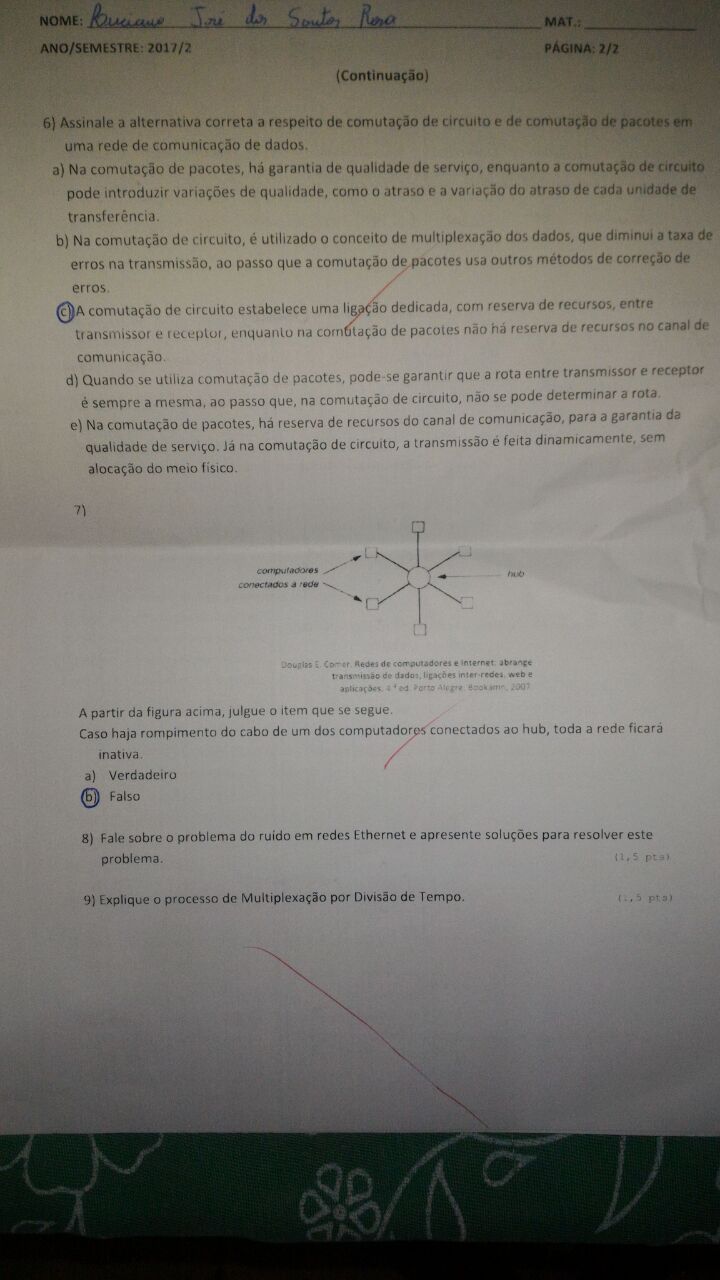 NOME: Luciano José dos Santos Rosa MAT.:
ANO/SEMESTRE: 2017/2 PÁGINA: 2/2
(Continuação)
6) Assinale a alternativa correta a respeito de comutação de circuito e de comutação de pacotes em
uma rede de comunicação de dados.
a) Na comutação de pacotes, há garantia de qualidade de serviço, enquanto a comutação de circuito
pode introduzir variações de qualidade, como o atraso e a variação do atraso de cada unidade de
transferência.
b) Na comutação de circuito, é utilizado o conceito de multiplexação dos dados, que diminui a taxa de
erros na transmissão, ao passo que a comutação de pacotes usa outros métodos de correção de
erros.
c) A comutação de circuito estabelece uma ligação dedicada, com reserva de recursos, entre
transmissor e receptor, enquanto na comutação de pacotes não há reserva de recursos no canal de
comunicação.
d) Quando se utiliza comutação de pacotes, pode-se garantir que a rota entre transmissor e receptor
é sempre a mesma, ao passo que, na comutação de circuito, não se pode determinar a rota.
e) Na comutação de pacotes, há reserva de recursos do canal de comunicação, para a garantia da
qualidade de serviço. Já na comutação de circuito, a transmissão é feita dinamicamente, sem
alocação do meio físico.
7)
computadores
conectados à rede
hub
Douglas E. Comer. Redes de computadores e Internet: abrange
transmissão de dados, ligações inter-redes, web e
aplicações. 4.ª ed. Porto Alegre: Bookamn, 2007
A partir da figura acima, julgue o item que se segue.
Caso haja rompimento do cabo de um dos computadores conectados ao hub, toda a rede ficará
inativa.
a) Verdadeiro
b) Falso
8) Fale sobre o problema do ruído em redes Ethernet e apresente soluções para resolver este
problema. (1,5 pts)
9) Explique o processo de Multiplexação por Divisão de Tempo. (1,5 pts)